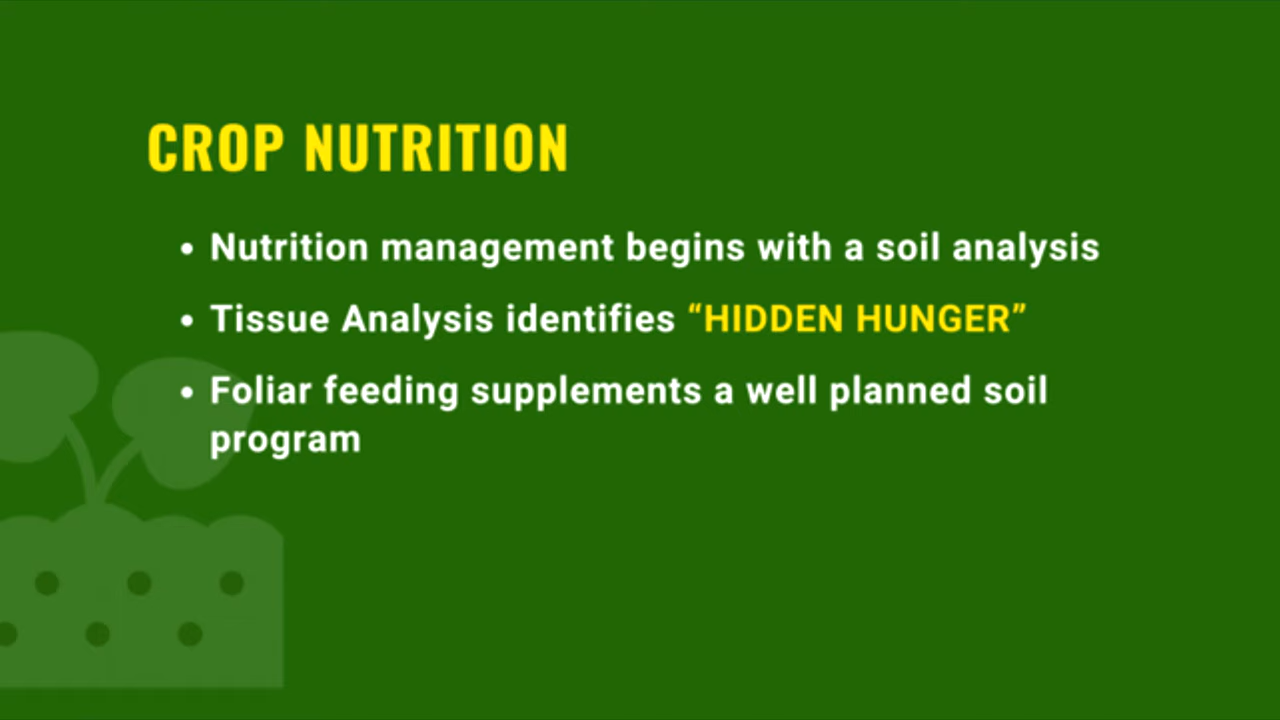 CROP NUTRITION
• Nutrition management begins with a soil analysis
• Tissue Analysis identifies “HIDDEN HUNGER”
• Foliar feeding supplements a well planned soil
program